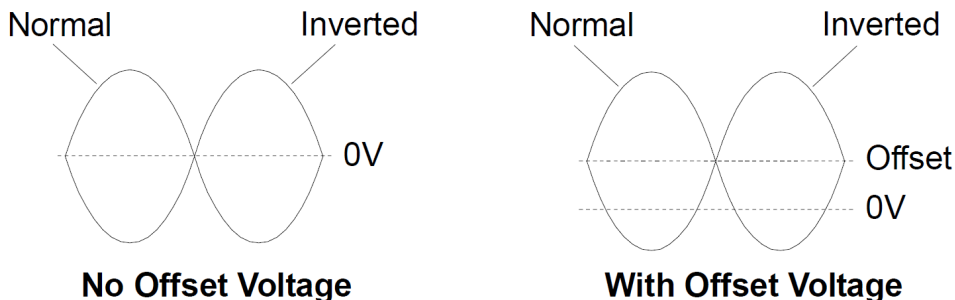 Normal
Inverted
0V
No Offset Voltage
Normal
Inverted
Offset
0V
With Offset Voltage